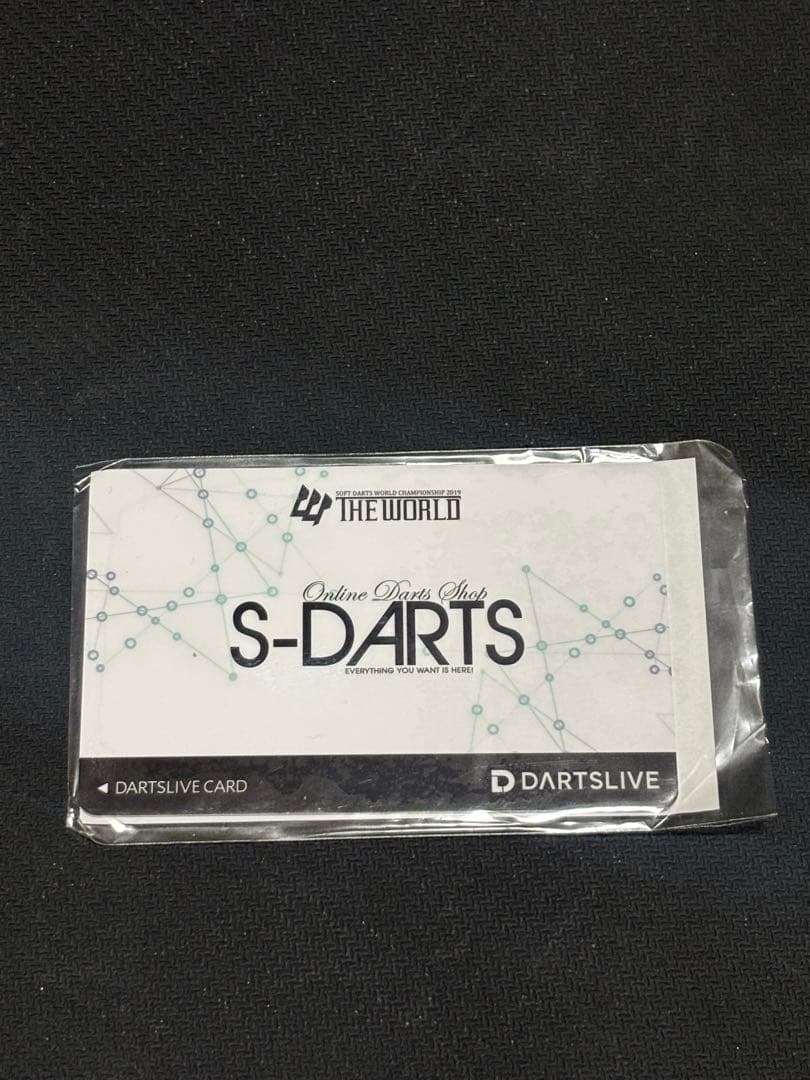 SOFT DARTS WORLD CHAMPIONSHIP 2019
THE WORLD
Online Darts Shop
S-DARTS
EVERYTHING YOU WANT IS HERE!
◄ DARTSLIVE CARD
DARTSLIVE